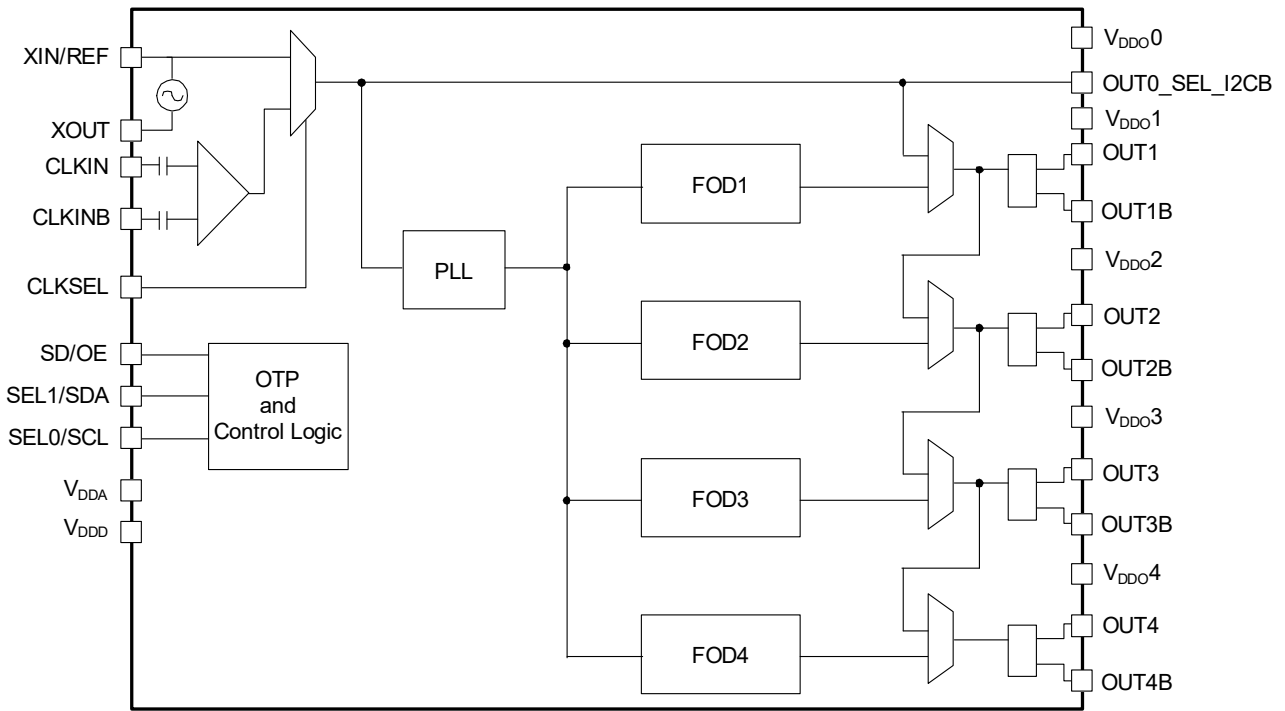 XIN/REF
XOUT
CLKIN
CLKINB
CLKSEL
SD/OE
SEL1/SDA
SEL0/SCL
VDDA
VDDD
OTP
and
Control Logic
PLL
FOD1
FOD2
FOD3
FOD4
VDDO0
OUT0_SEL_I2CB
VDDO1
OUT1
OUT1B
VDDO2
OUT2
OUT2B
VDDO3
OUT3
OUT3B
VDDO4
OUT4
OUT4B